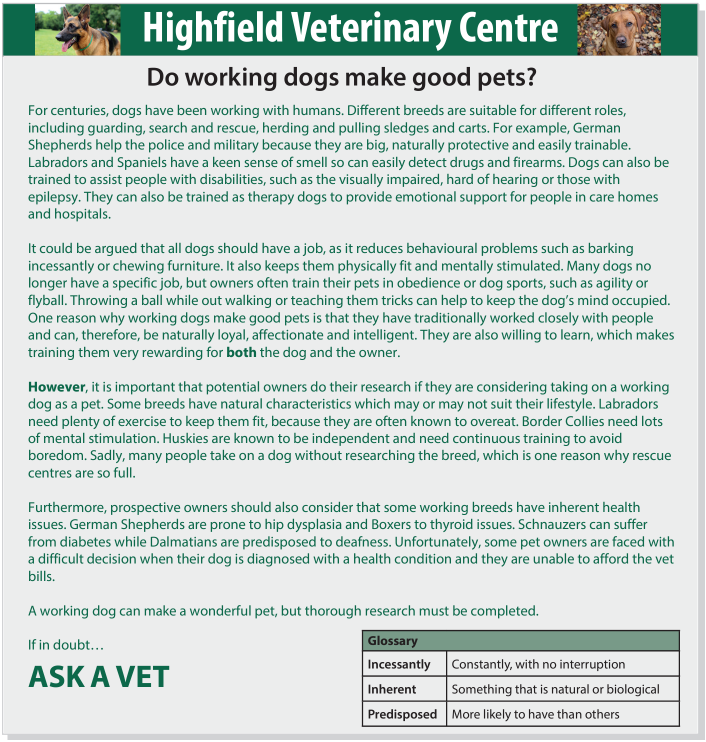 Highfield Veterinary Centre
Do working dogs make good pets?
For centuries, dogs have been working with humans. Different breeds are suitable for different roles,
including guarding, search and rescue, herding and pulling sledges and carts. For example, German
Shepherds help the police and military because they are big, naturally protective and easily trainable.
Labradors and Spaniels have a keen sense of smell so can easily detect drugs and firearms. Dogs can also be
trained to assist people with disabilities, such as the visually impaired, hard of hearing or those with
epilepsy. They can also be trained as therapy dogs to provide emotional support for people in care homes
and hospitals.
It could be argued that all dogs should have a job, as it reduces behavioural problems such as barking
incessantly or chewing furniture. It also keeps them physically fit and mentally stimulated. Many dogs no
longer have a specific job, but owners often train their pets in obedience or dog sports, such as agility or
flyball. Throwing a ball while out walking or teaching them tricks can help to keep the dog's mind occupied.
One reason why working dogs make good pets is that they have traditionally worked closely with people
and can, therefore, be naturally loyal, affectionate and intelligent. They are also willing to learn, which makes
training them very rewarding for both the dog and the owner.
However, it is important that potential owners do their research if they are considering taking on a working
dog as a pet. Some breeds have natural characteristics which may or may not suit their lifestyle. Labradors
need plenty of exercise to keep them fit, because they are often known to overeat. Border Collies need lots
of mental stimulation. Huskies are known to be independent and need continuous training to avoid
boredom. Sadly, many people take on a dog without researching the breed, which is one reason why rescue
centres are so full.
Furthermore, prospective owners should also consider that some working breeds have inherent health
issues. German Shepherds are prone to hip dysplasia and Boxers to thyroid issues. Schnauzers can suffer
from diabetes while Dalmatians are predisposed to deafness. Unfortunately, some pet owners are faced with
a difficult decision when their dog is diagnosed with a health condition and they are unable to afford the vet
bills.
A working dog can make a wonderful pet, but thorough research must be completed.
If in doubt…
ASK A VET
Glossary
Incessantly Constantly, with no interruption
Inherent Something that is natural or biological
Predisposed More likely to have than others